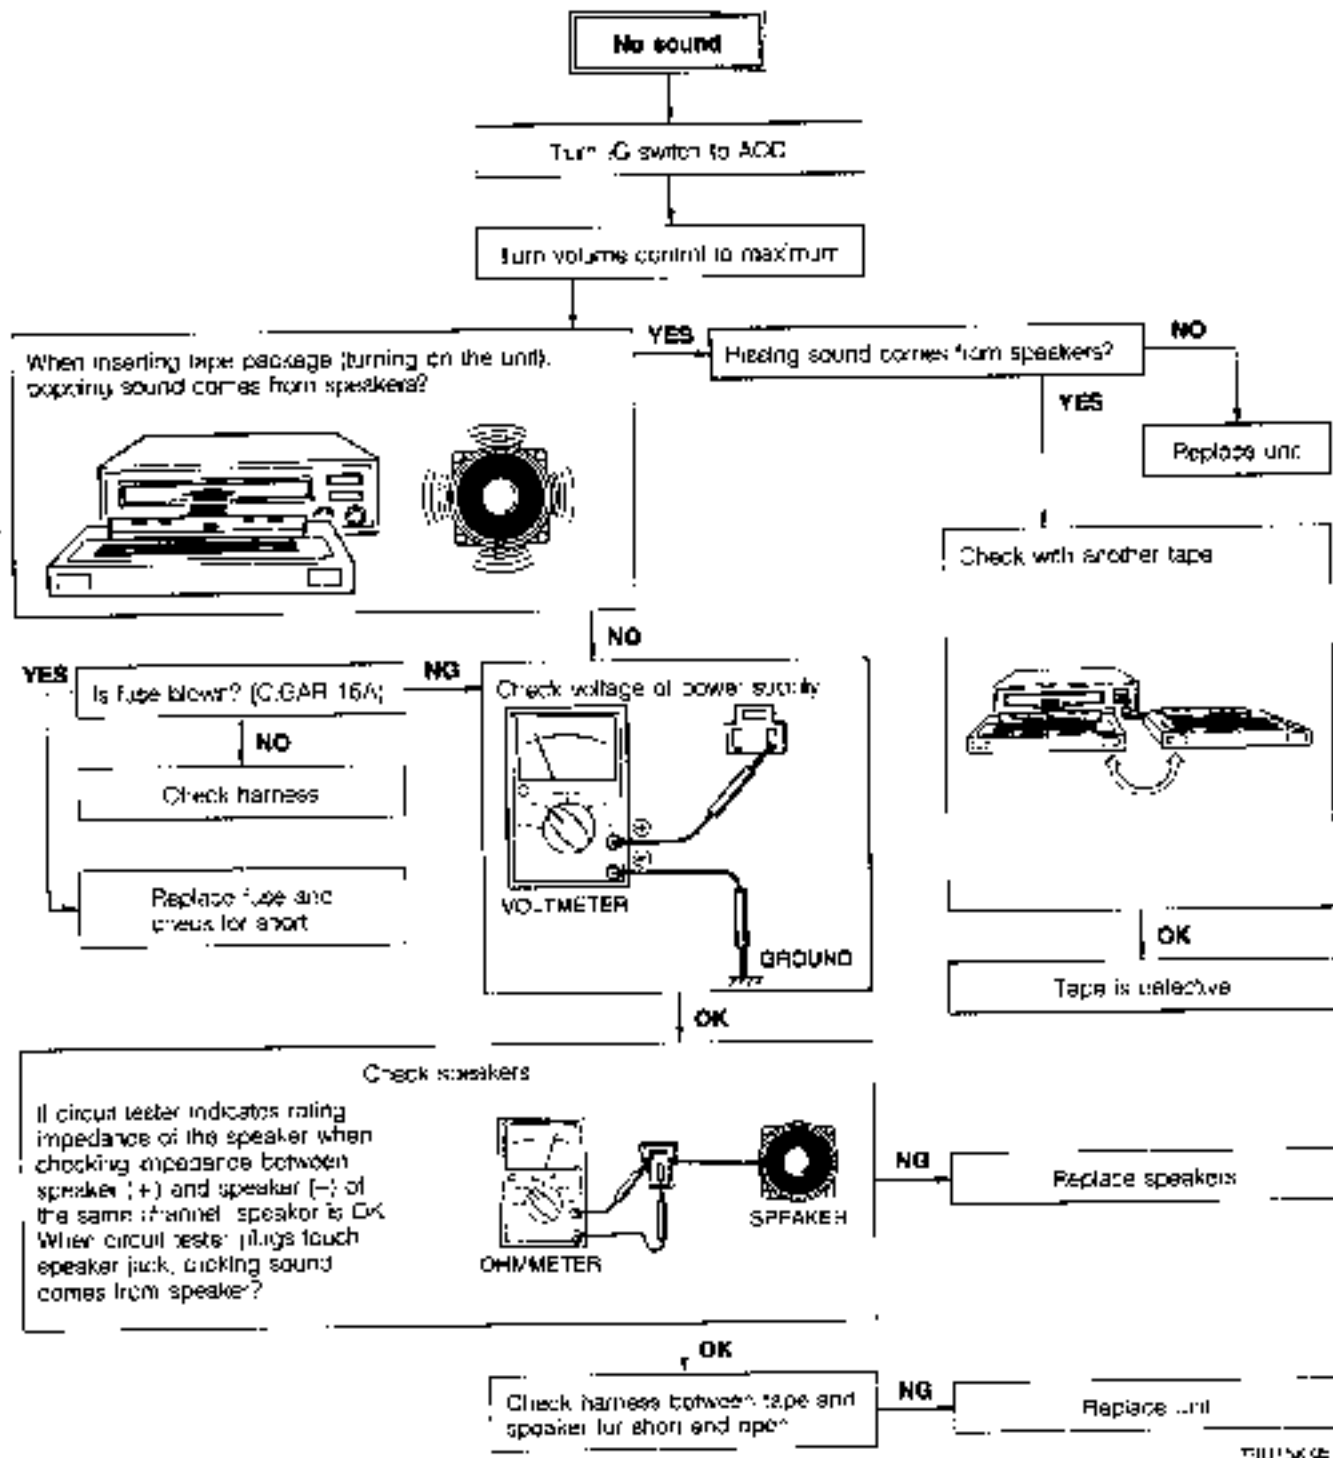 No sound
Turn IG switch to ACC
Turn volume control to maximum
When inserting tape package (turning on the unit),
popping sound comes from speakers?
YES
Hissing sound comes from speakers?
NO
YES
Replace unit
Check with another tape
NO
YES
Is fuse blown? (CIGAR 15A)
NG
Check voltage of power supply
NO
Check harness
Replace fuse and
check for short
VOLTMETER
GROUND
OK
Tape is defective
OK
Check speakers
If circuit tester indicates rating
impedance of the speaker when
checking impedance between
speaker (+) and speaker (−) of
the same channel, speaker is OK.
When circuit tester plugs touch
speaker jack, clicking sound
comes from speaker?
OHMMETER
SPEAKER
NG
Replace speakers
OK
Check harness between tape and
speaker for short and open
NG
Replace unit